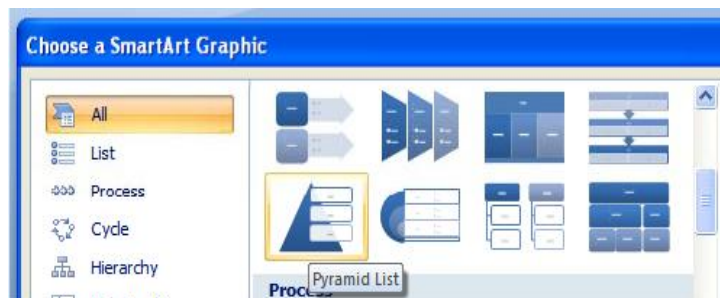 Choose a SmartArt Graphic
All
List
Process
Cycle
Hierarchy
Pyramid List
Process